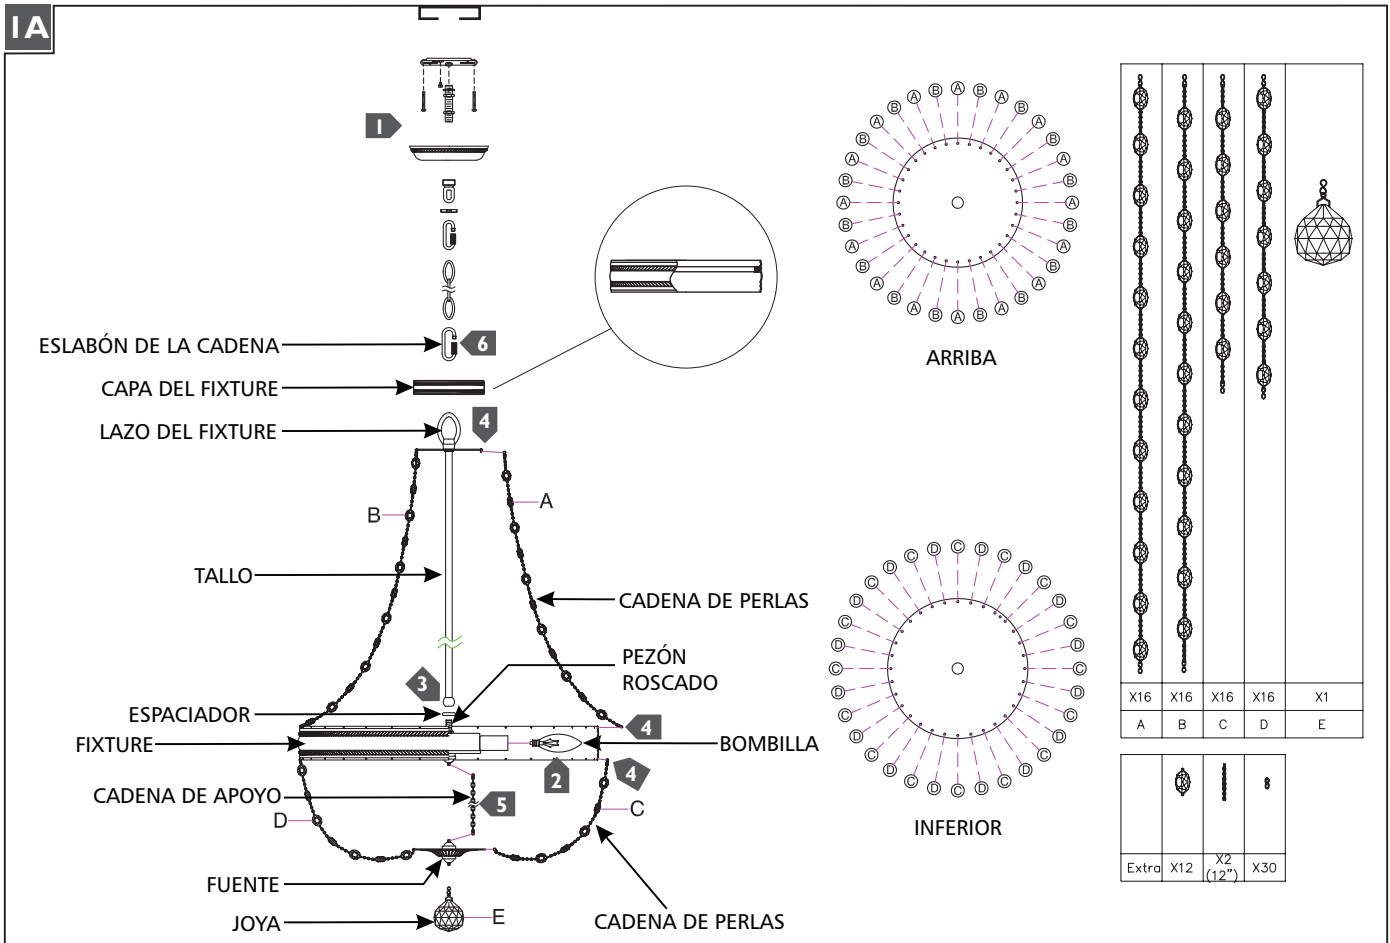 1A
1
ESLABÓN DE LA CADENA
6
CAPA DEL FIXTURE
LAZO DEL FIXTURE
4
B
A
TALLO
CADENA DE PERLAS
PEZÓN
ROSCADO
3
ESPACIADOR
4
FIXTURE
BOMBILLA
2
4
CADENA DE APOYO
5
C
D
FUENTE
JOYA
E
CADENA DE PERLAS
A B A B A B A B A B A B A B A B A B A B A B A B A B A B A B A B
ARRIBA
C D C D C D C D C D C D C D C D C D C D C D C D C D C D C D C D
INFERIOR
X16 X16 X16 X16 X1
A B C D E
Extra X12 X2 (12") X30